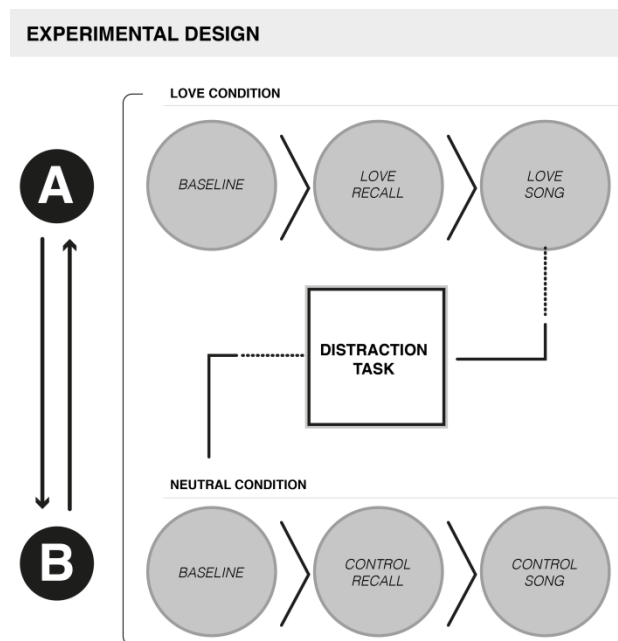 EXPERIMENTAL DESIGN
LOVE CONDITION
A
BASELINE
LOVE
RECALL
LOVE
SONG
DISTRACTION
TASK
NEUTRAL CONDITION
B
BASELINE
CONTROL
RECALL
CONTROL
SONG